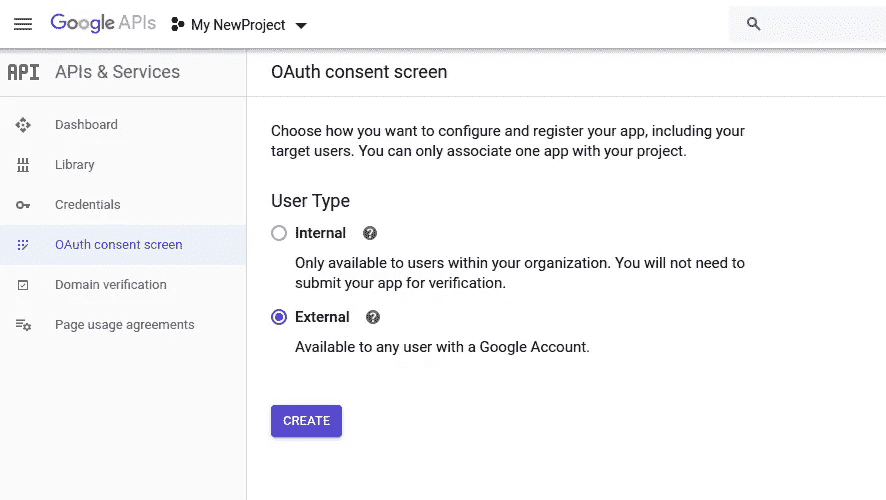 Google APIs
My NewProject
API APIs & Services
OAuth consent screen
Dashboard
Library
Credentials
OAuth consent screen
Domain verification
Page usage agreements
Choose how you want to configure and register your app, including your
target users. You can only associate one app with your project.
User Type
Internal
Only available to users within your organization. You will not need to
submit your app for verification.
External
Available to any user with a Google Account.
CREATE